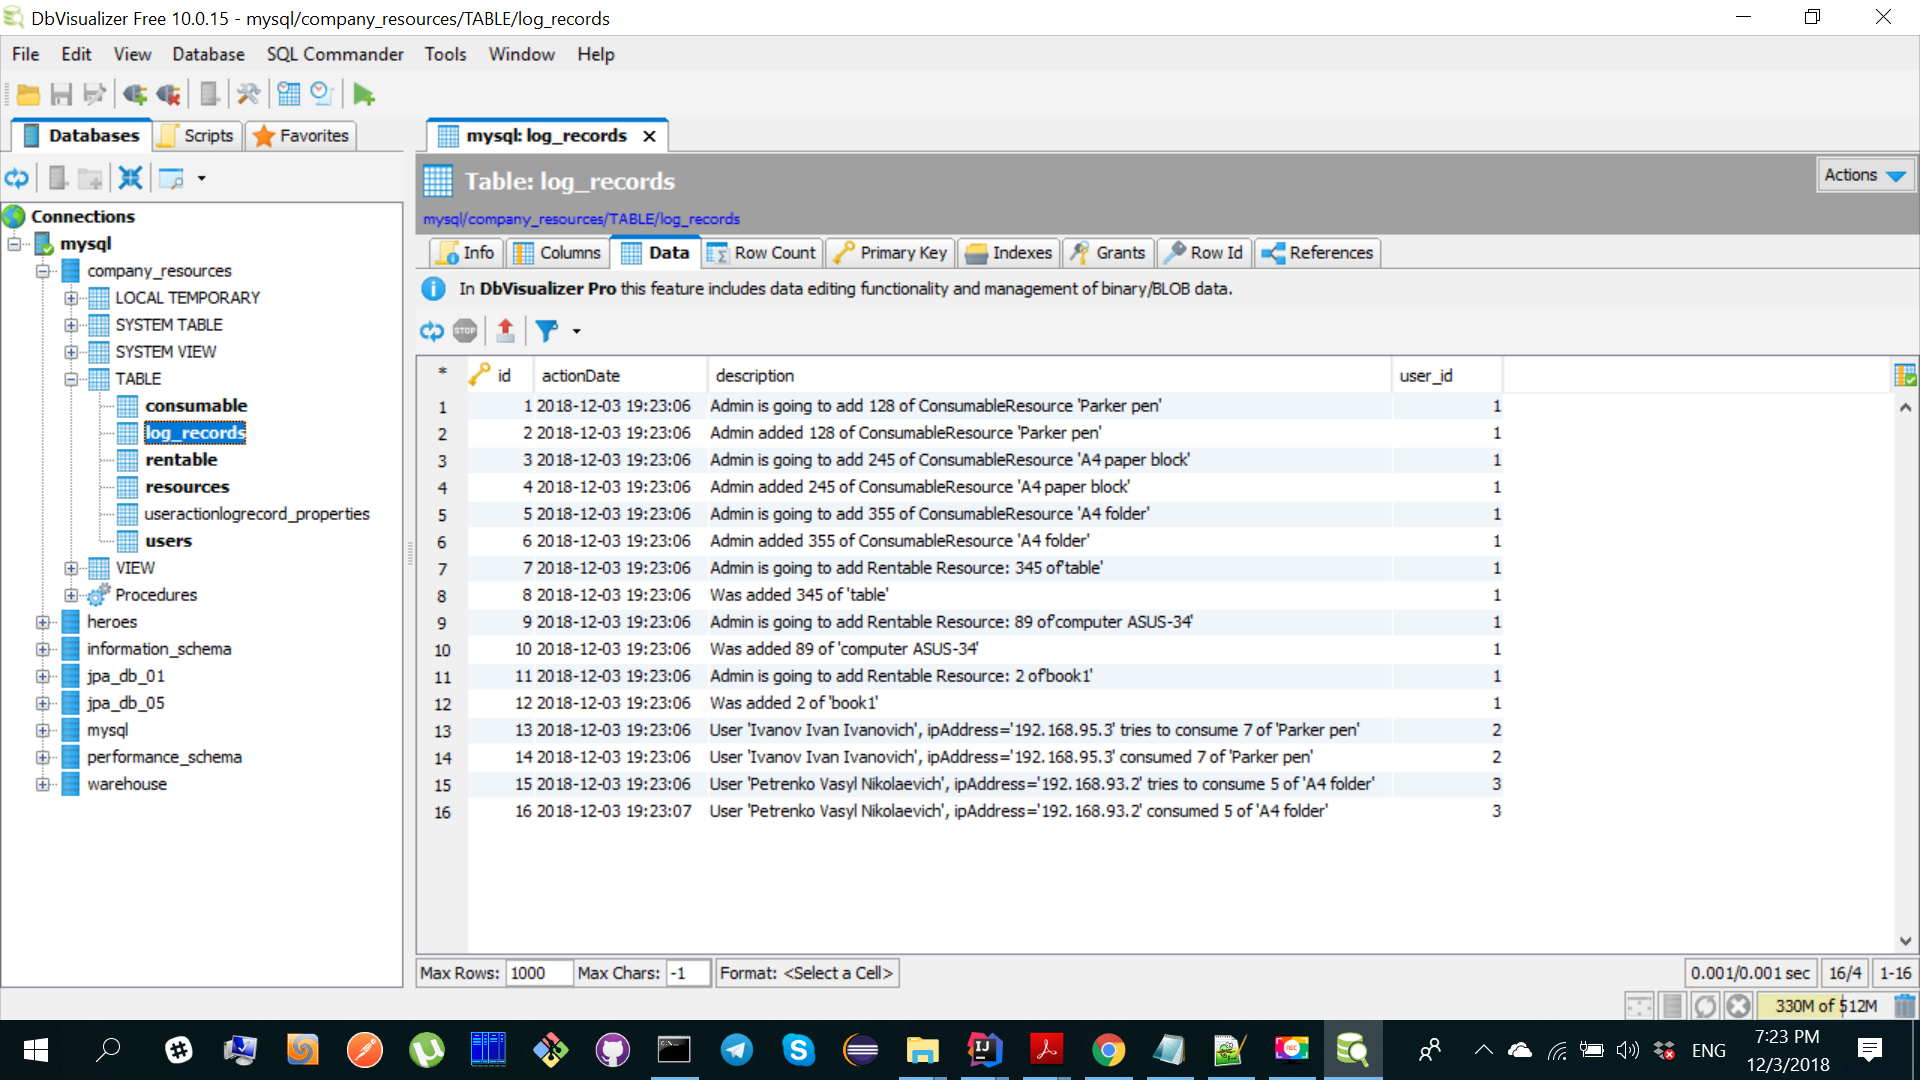 DbVisualizer Free 10.0.15 - mysql/company_resources/TABLE/log_records
File Edit View Database SQL Commander Tools Window Help
Databases Scripts Favorites
Connections
mysql
company_resources
LOCAL TEMPORARY
SYSTEM TABLE
SYSTEM VIEW
TABLE
consumable
log_records
rentable
resources
useractionlogrecord_properties
users
VIEW
Procedures
heroes
information_schema
jpa_db_01
jpa_db_05
mysql
performance_schema
warehouse
mysql: log_records
Table: log_records
Actions
mysql/company_resources/TABLE/log_records
Info Columns Data Row Count Primary Key Indexes Grants Row Id References
In DbVisualizer Pro this feature includes data editing functionality and management of binary/BLOB data.
STOP
* id actionDate description user_id
1 1 2018-12-03 19:23:06 Admin is going to add 128 of ConsumableResource 'Parker pen' 1
2 2 2018-12-03 19:23:06 Admin added 128 of ConsumableResource 'Parker pen' 1
3 3 2018-12-03 19:23:06 Admin is going to add 245 of ConsumableResource 'A4 paper block' 1
4 4 2018-12-03 19:23:06 Admin added 245 of ConsumableResource 'A4 paper block' 1
5 5 2018-12-03 19:23:06 Admin is going to add 355 of ConsumableResource 'A4 folder' 1
6 6 2018-12-03 19:23:06 Admin added 355 of ConsumableResource 'A4 folder' 1
7 7 2018-12-03 19:23:06 Admin is going to add Rentable Resource: 345 of'table' 1
8 8 2018-12-03 19:23:06 Was added 345 of 'table' 1
9 9 2018-12-03 19:23:06 Admin is going to add Rentable Resource: 89 of'computer ASUS-34' 1
10 10 2018-12-03 19:23:06 Was added 89 of 'computer ASUS-34' 1
11 11 2018-12-03 19:23:06 Admin is going to add Rentable Resource: 2 of'book1' 1
12 12 2018-12-03 19:23:06 Was added 2 of 'book1' 1
13 13 2018-12-03 19:23:06 User 'Ivanov Ivan Ivanovich', ipAddress='192.168.95.3' tries to consume 7 of 'Parker pen' 2
14 14 2018-12-03 19:23:06 User 'Ivanov Ivan Ivanovich', ipAddress='192.168.95.3' consumed 7 of 'Parker pen' 2
15 15 2018-12-03 19:23:06 User 'Petrenko Vasyl Nikolaevich', ipAddress='192.168.93.2' tries to consume 5 of 'A4 folder' 3
16 16 2018-12-03 19:23:07 User 'Petrenko Vasyl Nikolaevich', ipAddress='192.168.93.2' consumed 5 of 'A4 folder' 3
Max Rows: 1000 Max Chars: -1 Format: <Select a Cell> 0.001/0.001 sec 16/4 1-16
330M of 512M
ENG
7:23 PM
12/3/2018